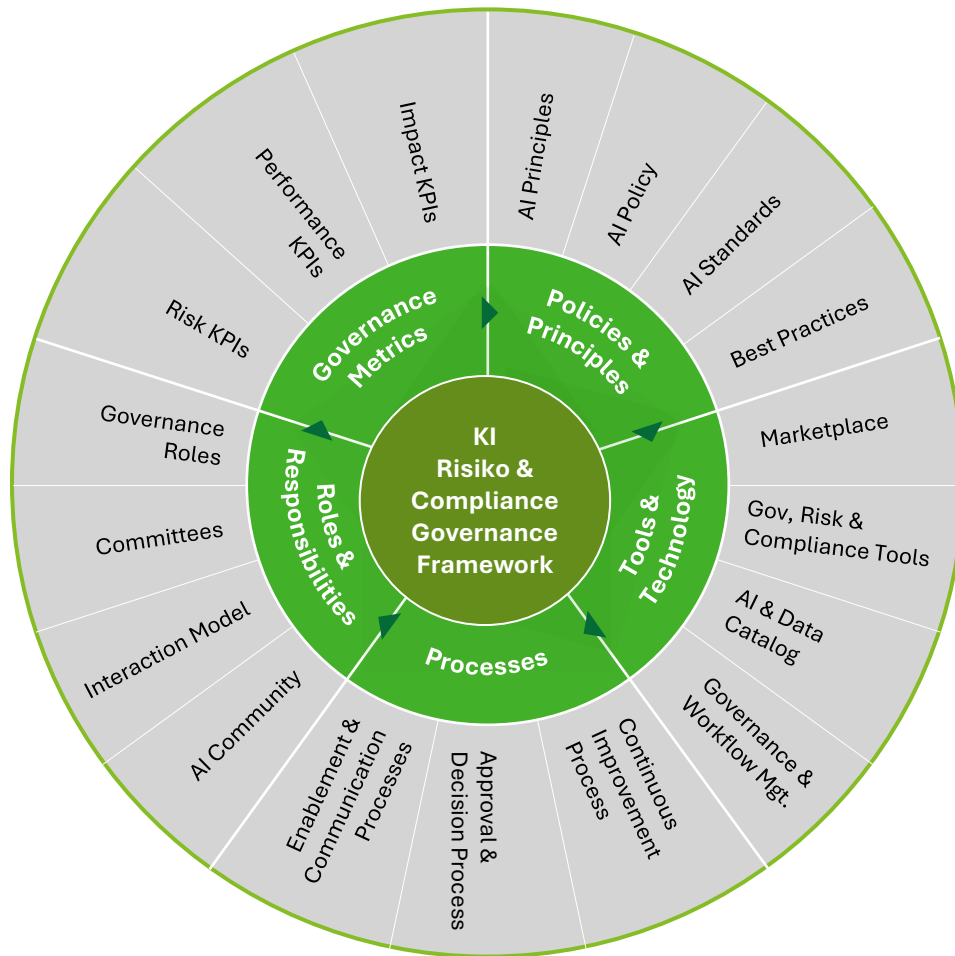 KI
Risiko &
Compliance
Governance
Framework
Policies &
Principles
AI Principles
AI Policy
AI Standards
Best Practices
Tools &
Technology
Marketplace
Gov, Risk &
Compliance Tools
AI & Data
Catalog
Governance &
Workflow Mgt.
Processes
Continuous
Improvement
Process
Approval &
Decision Process
Enablement &
Communication
Processes
Roles &
Responsibilities
AI Community
Interaction Model
Committees
Governance
Roles
Governance
Metrics
Risk KPIs
Performance
KPIs
Impact KPIs